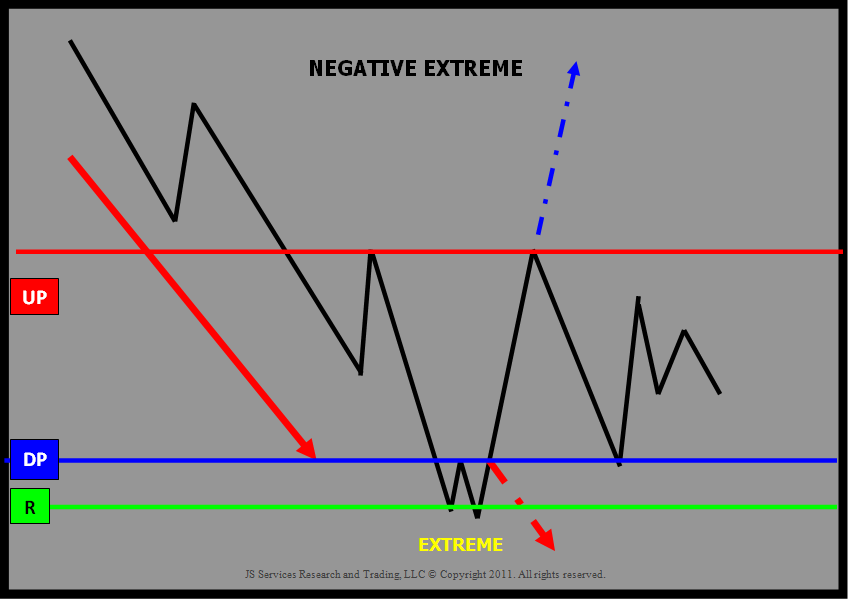 NEGATIVE EXTREME
UP
DP
R
EXTREME
JS Services Research and Trading, LLC © Copyright 2011. All rights reserved.